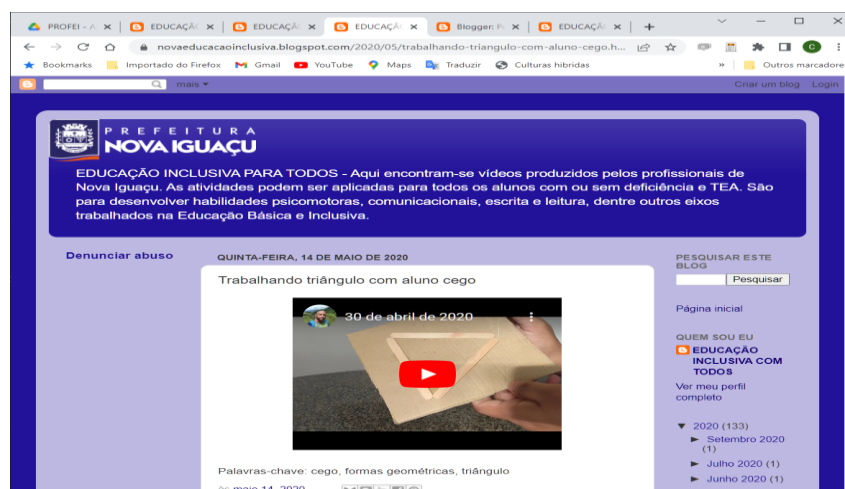 PROFEI - A
EDUCAÇÃ
EDUCAÇÃ
EDUCAÇÃ
Blogger: P
EDUCAÇÃ
novaeducacaoinclusiva.blogspot.com/2020/05/trabalhando-triangulo-com-aluno-cego.h...
Bookmarks Importado do Firefox Gmail YouTube Maps Traduzir Culturas hibridas » Outros marcadore
mais Criar um blog Login
PREFEITURA
NOVA IGUAÇU
EDUCAÇÃO INCLUSIVA PARA TODOS - Aqui encontram-se vídeos produzidos pelos profissionais de
Nova Iguaçu. As atividades podem ser aplicadas para todos os alunos com ou sem deficiência e TEA. São
para desenvolver habilidades psicomotoras, comunicacionais, escrita e leitura, dentre outros eixos
trabalhados na Educação Básica e Inclusiva.
Denunciar abuso
QUINTA-FEIRA, 14 DE MAIO DE 2020
Trabalhando triângulo com aluno cego
30 de abril de 2020
Palavras-chave: cego, formas geométricas, triângulo
às maio 14, 2020
PESQUISAR ESTE
BLOG
Pesquisar
Página inicial
QUEM SOU EU
EDUCAÇÃO
INCLUSIVA COM
TODOS
Ver meu perfil
completo
▼ 2020 (133)
► Setembro 2020
(1)
► Julho 2020 (1)
► Junho 2020 (1)